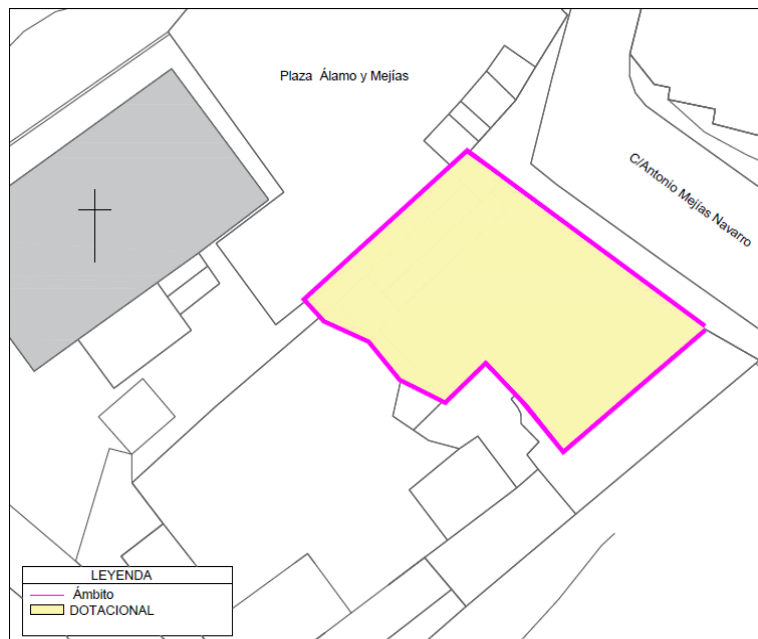 Plaza Álamo y Mejías
C/Antonio Mejías Navarro
LEYENDA
Ámbito
DOTACIONAL